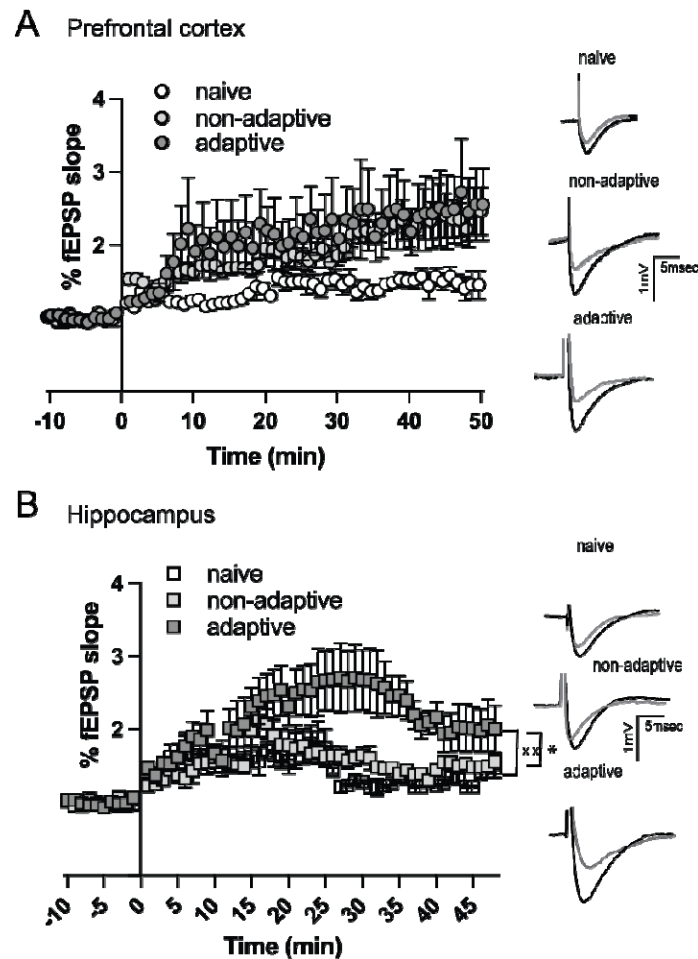 A Prefrontal cortex
naive
non-adaptive
adaptive
% fEPSP slope
4
3
2
-10 0 10 20 30 40 50
Time (min)
naive
non-adaptive
1mV
5msec
adaptive
B Hippocampus
naive
non-adaptive
adaptive
% fEPSP slope
4
3
2
-10 -5 0 5 10 15 20 25 30 35 40 45
Time (min)
xx *
naive
non-adaptive
1mV
5msec
adaptive